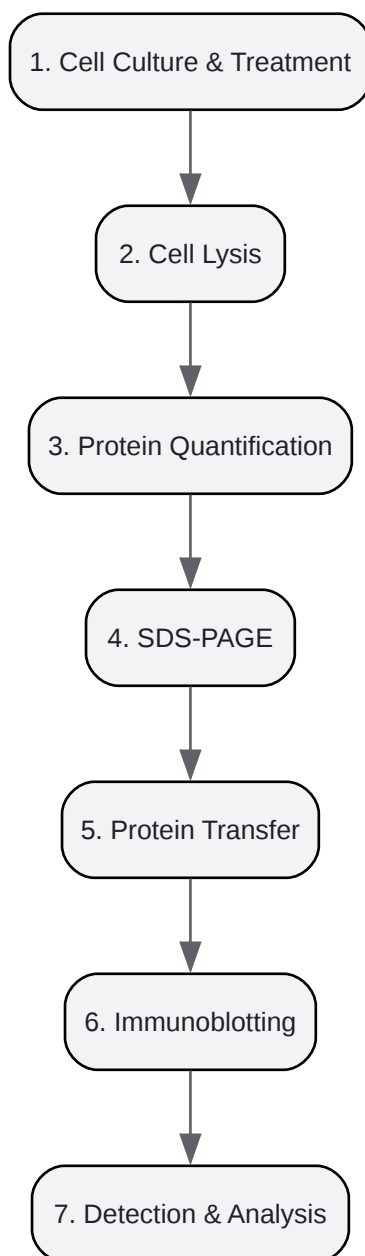 1. Cell Culture & Treatment
2. Cell Lysis
3. Protein Quantification
4. SDS-PAGE
5. Protein Transfer
6. Immunoblotting
7. Detection & Analysis